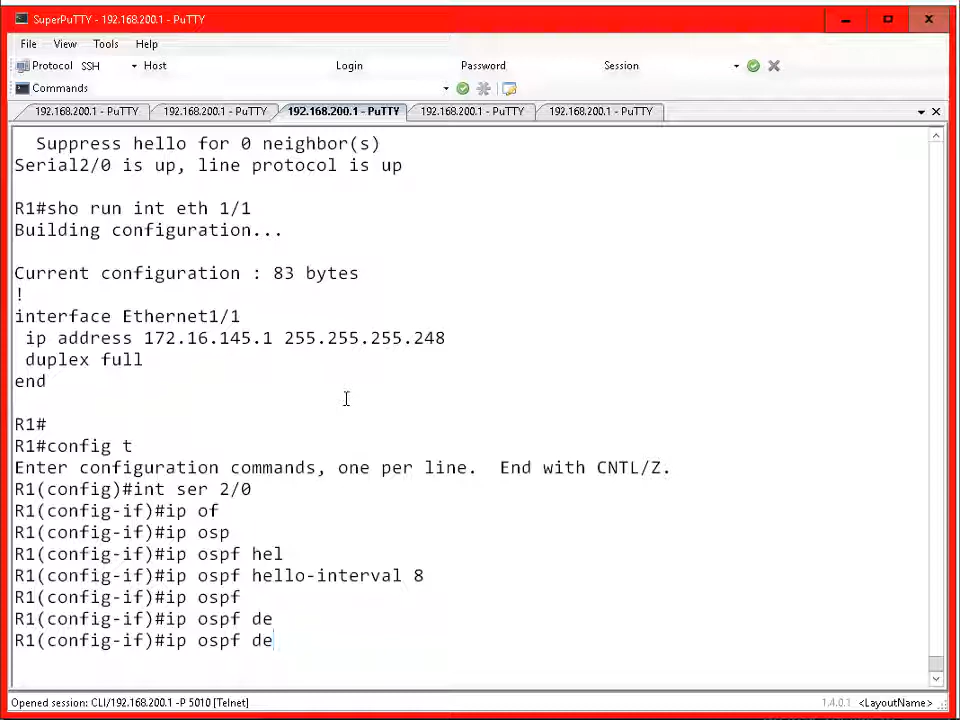 SuperPuTTY - 192.168.200.1 - PuTTY
File View Tools Help
Protocol SSH Host Login Password Session
Commands
192.168.200.1 - PuTTY 192.168.200.1 - PuTTY 192.168.200.1 - PuTTY 192.168.200.1 - PuTTY 192.168.200.1 - PuTTY
Suppress hello for 0 neighbor(s)
Serial2/0 is up, line protocol is up
R1#sho run int eth 1/1
Building configuration...
Current configuration : 83 bytes
!
interface Ethernet1/1
ip address 172.16.145.1 255.255.255.248
duplex full
end
R1#
R1#config t
Enter configuration commands, one per line.  End with CNTL/Z.
R1(config)#int ser 2/0
R1(config-if)#ip of
R1(config-if)#ip osp
R1(config-if)#ip ospf hel
R1(config-if)#ip ospf hello-interval 8
R1(config-if)#ip ospf
R1(config-if)#ip ospf de
R1(config-if)#ip ospf de
Opened session: CLI/192.168.200.1 -P 5010 [Telnet] 1.4.0.1 <LayoutName>